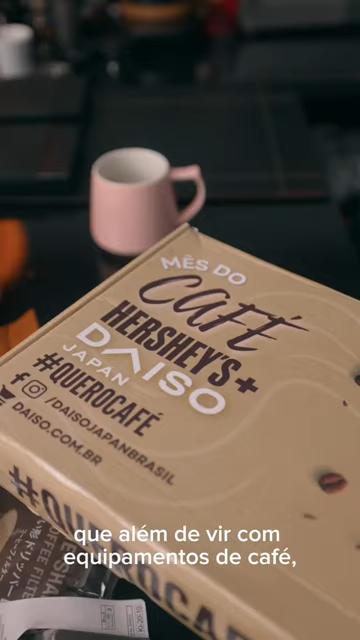 MÊS DO
CAFÉ
HERSHEY'S+
DAISO
JAPAN
#QUEROCAFÉ
/DAISOJAPANBRASIL
DAISO.COM.BR
#QUEROCAFÉ
que além de vir com
equipamentos de café,